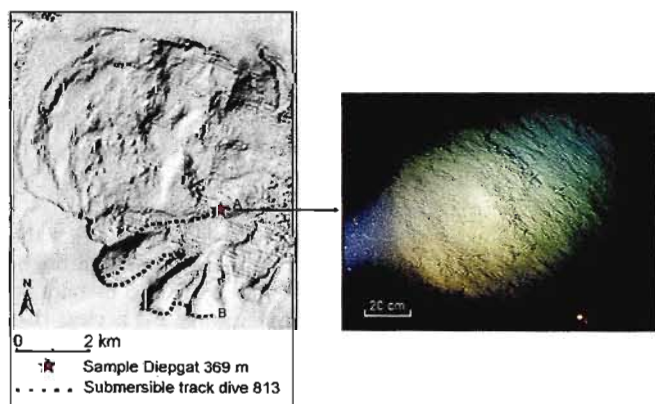 A
B
N
0 2 km
Sample Diepgat 369 m
Submersible track dive 813
20 cm